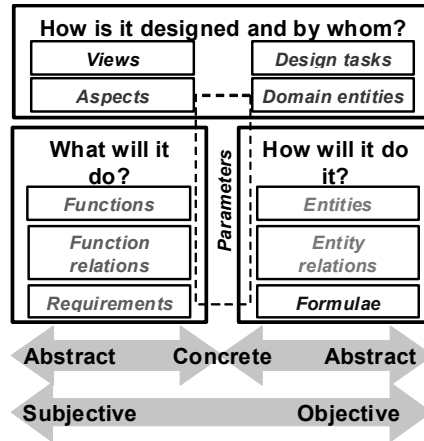 How is it designed and by whom?
Views
Design tasks
Aspects
Domain entities
What will it
do?
Functions
Function
relations
Requirements
Parameters
How will it do
it?
Entities
Entity
relations
Formulae
Abstract Concrete Abstract
Subjective Objective